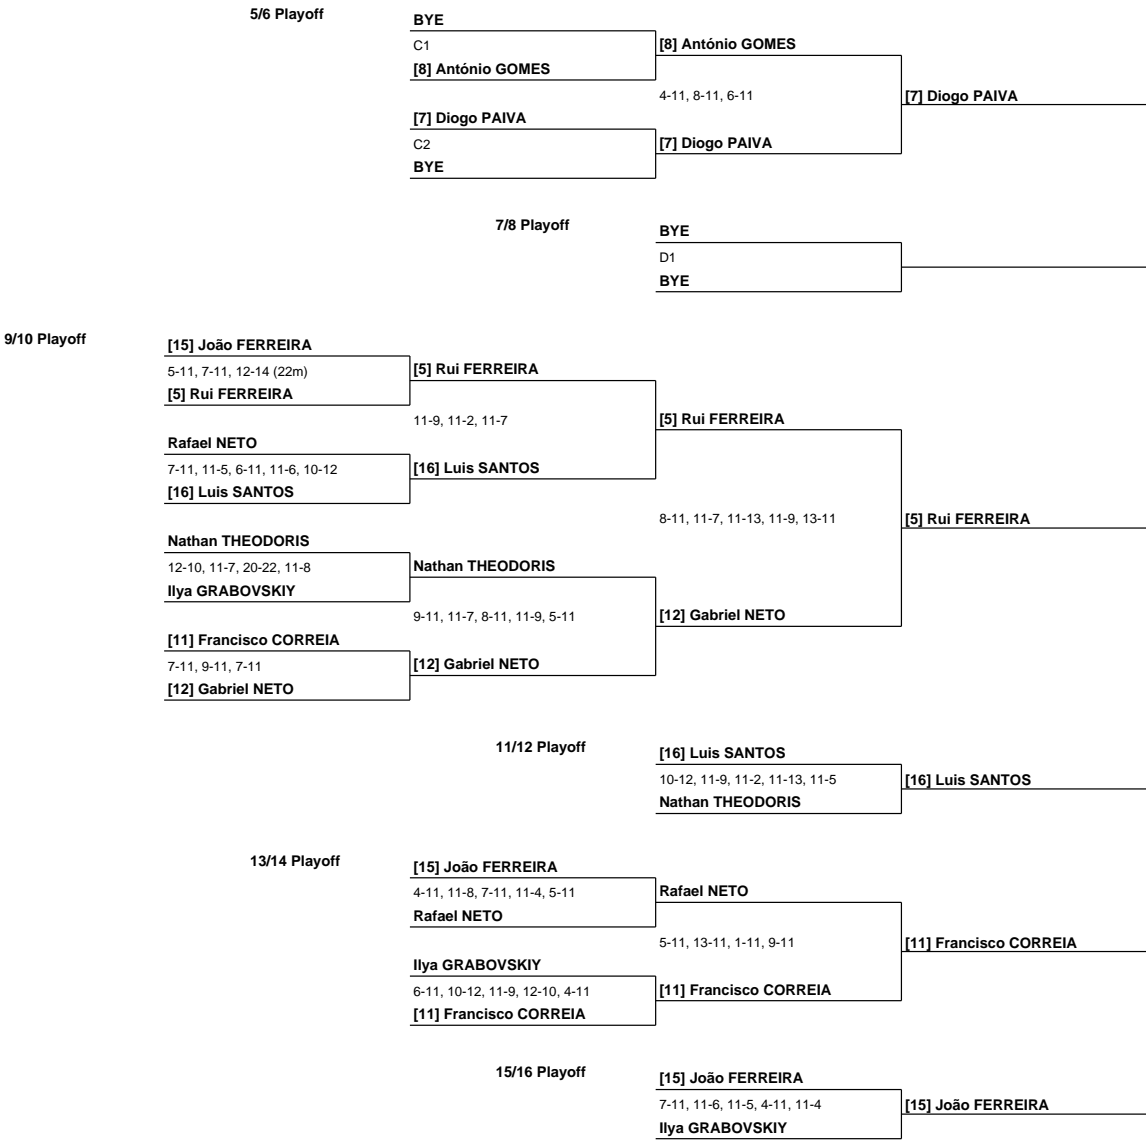 5/6 Playoff
BYE
C1
[8] António GOMES
[8] António GOMES
4-11, 8-11, 6-11
[7] Diogo PAIVA
[7] Diogo PAIVA
C2
[7] Diogo PAIVA
BYE
7/8 Playoff
BYE
D1
BYE
9/10 Playoff
[15] João FERREIRA
5-11, 7-11, 12-14 (22m)
[5] Rui FERREIRA
[5] Rui FERREIRA
11-9, 11-2, 11-7
[5] Rui FERREIRA
Rafael NETO
7-11, 11-5, 6-11, 11-6, 10-12
[16] Luis SANTOS
[16] Luis SANTOS
8-11, 11-7, 11-13, 11-9, 13-11
[5] Rui FERREIRA
Nathan THEODORIS
12-10, 11-7, 20-22, 11-8
Nathan THEODORIS
Ilya GRABOVSKIY
9-11, 11-7, 8-11, 11-9, 5-11
[12] Gabriel NETO
[11] Francisco CORREIA
7-11, 9-11, 7-11
[12] Gabriel NETO
[12] Gabriel NETO
11/12 Playoff
[16] Luis SANTOS
10-12, 11-9, 11-2, 11-13, 11-5
[16] Luis SANTOS
Nathan THEODORIS
13/14 Playoff
[15] João FERREIRA
4-11, 11-8, 7-11, 11-4, 5-11
Rafael NETO
Rafael NETO
5-11, 13-11, 1-11, 9-11
[11] Francisco CORREIA
Ilya GRABOVSKIY
6-11, 10-12, 11-9, 12-10, 4-11
[11] Francisco CORREIA
[11] Francisco CORREIA
15/16 Playoff
[15] João FERREIRA
7-11, 11-6, 11-5, 4-11, 11-4
[15] João FERREIRA
Ilya GRABOVSKIY